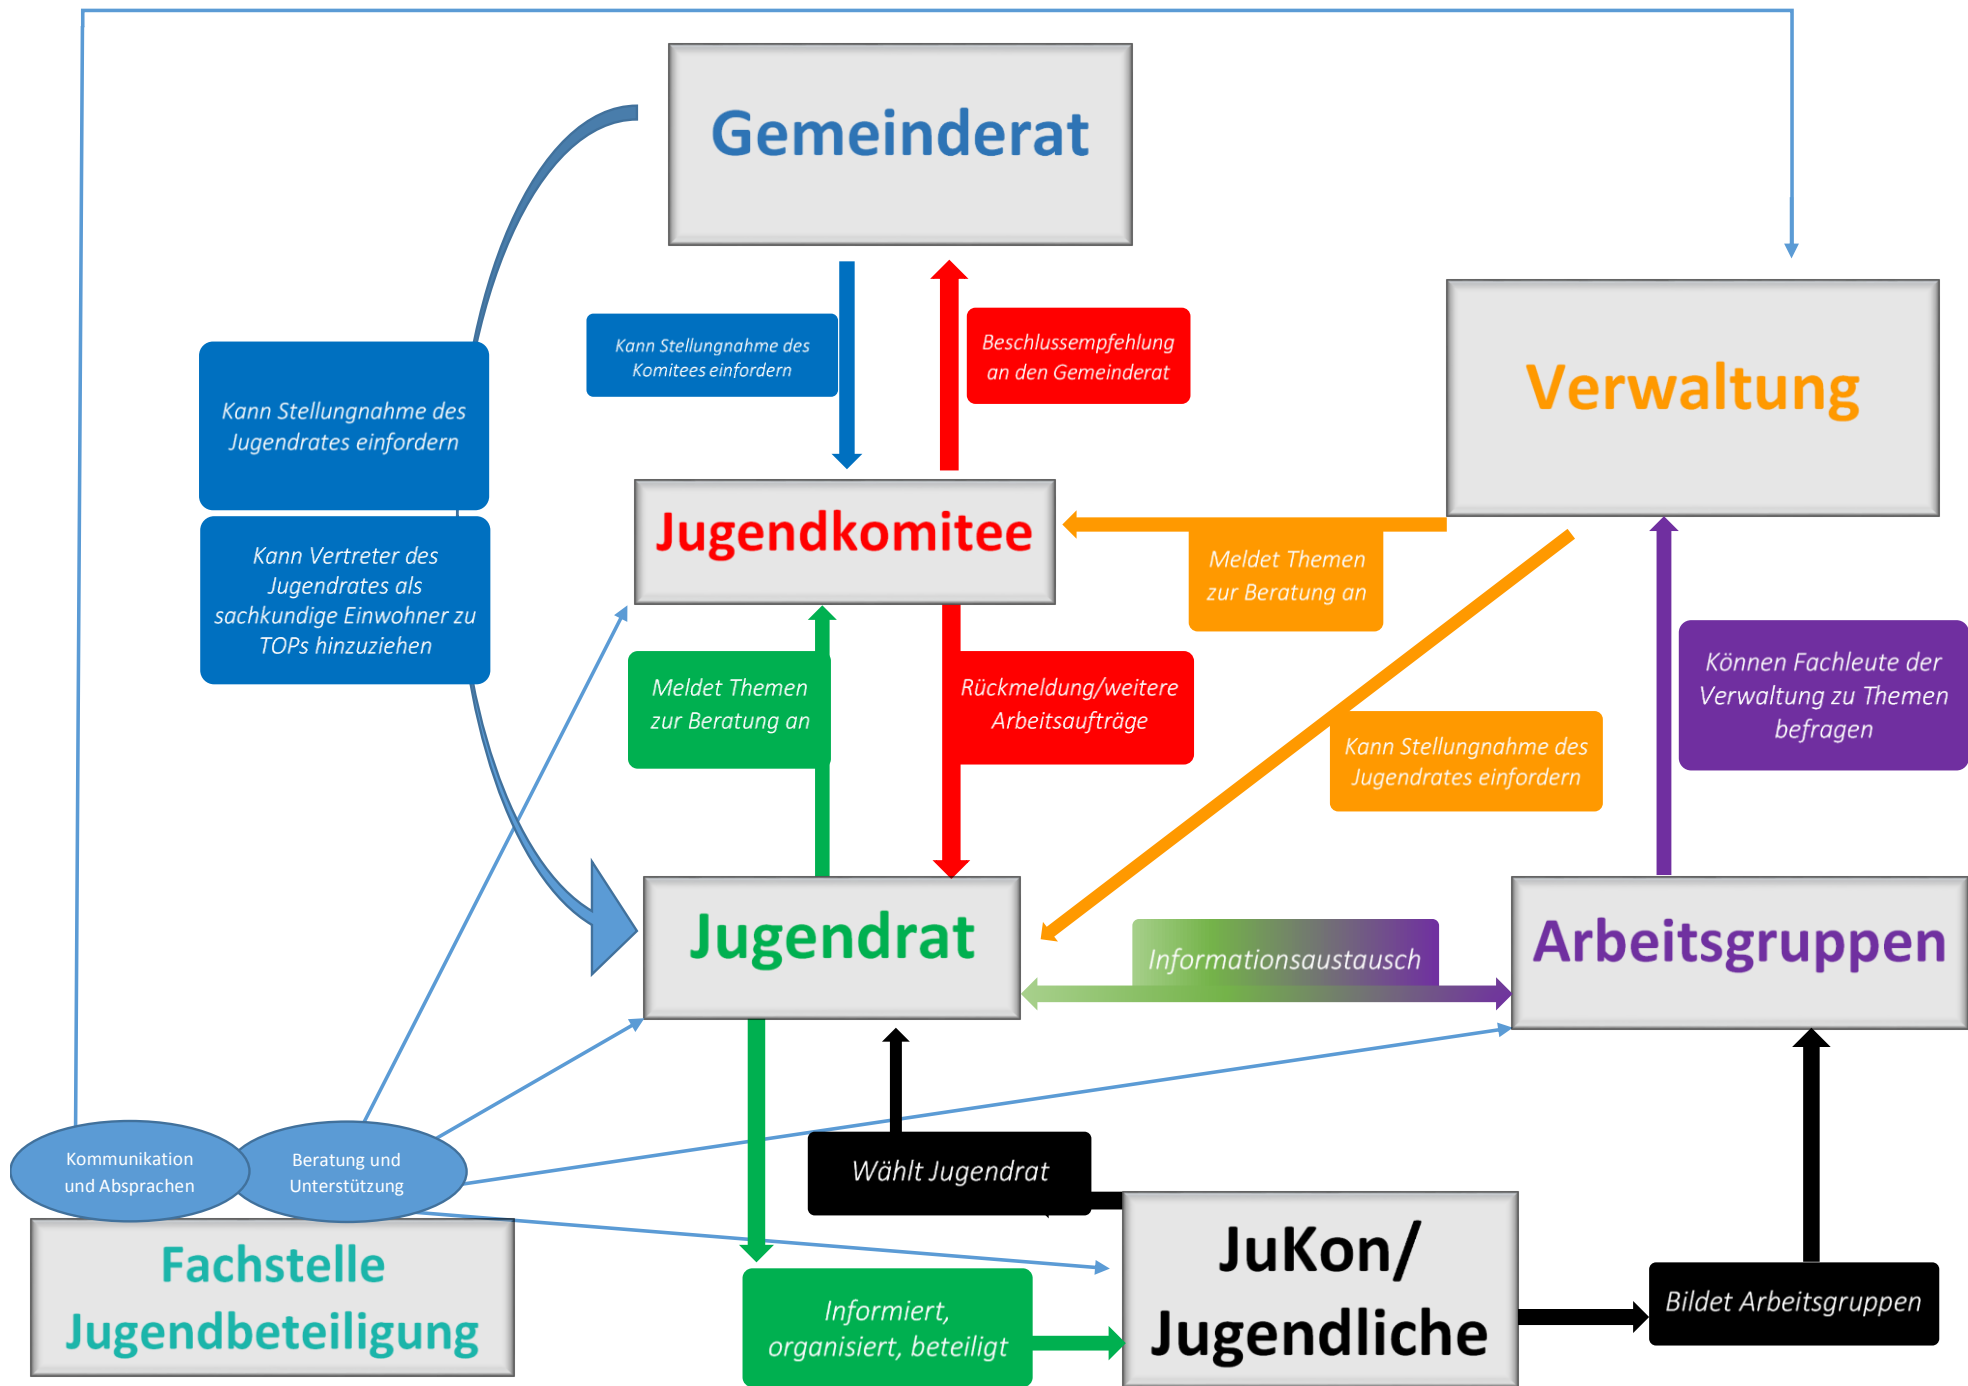 Gemeinderat
Kann Stellungnahme des
Komitees einfordern
Beschlussempfehlung
an den Gemeinderat
Kann Stellungnahme des
Jugendrates einfordern
Verwaltung
Jugendkomitee
Kann Vertreter des
Jugendrates als
sachkundige Einwohner zu
TOPs hinzuziehen
Meldet Themen
zur Beratung an
Meldet Themen
zur Beratung an
Rückmeldung/weitere
Arbeitsaufträge
Können Fachleute der
Verwaltung zu Themen
befragen
Kann Stellungnahme des
Jugendrates einfordern
Jugendrat
Informationsaustausch
Arbeitsgruppen
Kommunikation
und Absprachen
Beratung und
Unterstützung
Wählt Jugendrat
Fachstelle
Jugendbeteiligung
Informiert,
organisiert, beteiligt
JuKon/
Jugendliche
Bildet Arbeitsgruppen